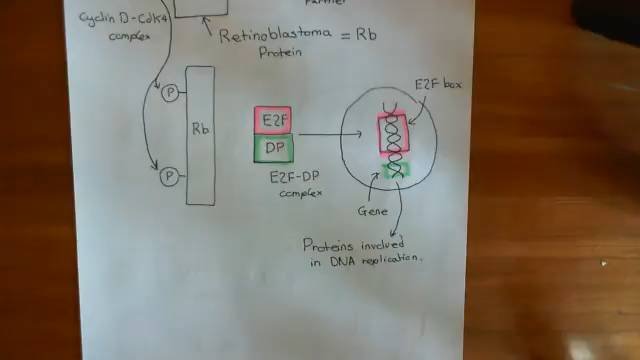 Partner
Cyclin D-Cdk4
complex
Retinoblastoma = Rb
Protein
E2F box
P
Rb
E2F
DP
P
E2F-DP
complex
Gene
Proteins involved
in DNA replication.